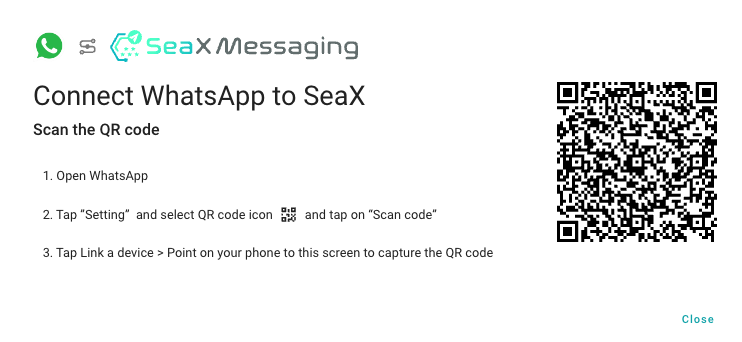 SeaX Messaging
Connect WhatsApp to SeaX
Scan the QR code
1. Open WhatsApp
2. Tap “Setting” and select QR code icon and tap on “Scan code”
3. Tap Link a device > Point on your phone to this screen to capture the QR code
Close